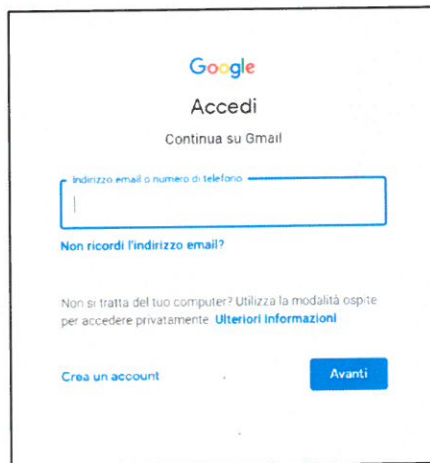 Google
Accedi
Continua su Gmail
Indirizzo email o numero di telefono
Non ricordi l'indirizzo email?
Non si tratta del tuo computer? Utilizza la modalità ospite
per accedere privatamente. Ulteriori informazioni
Crea un account
Avanti